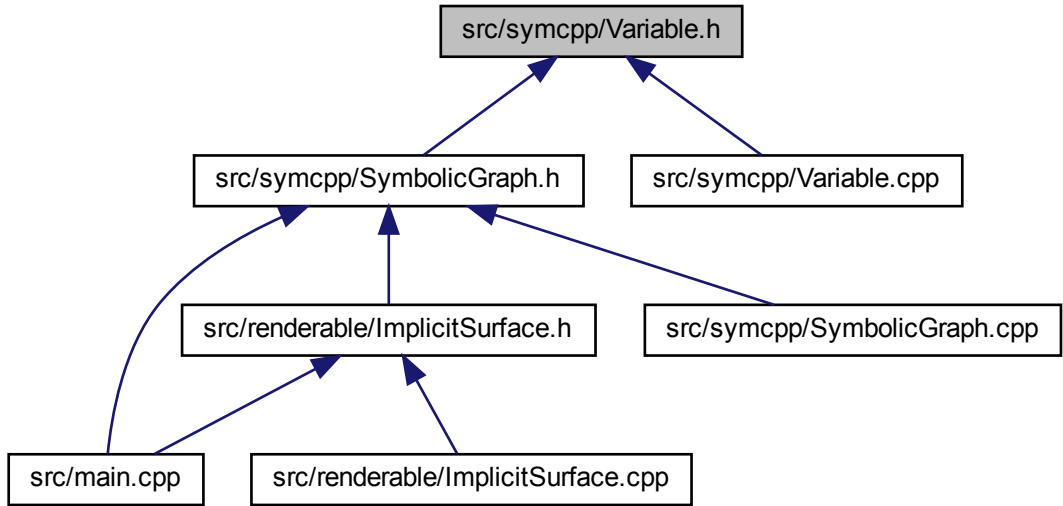 src/symcpp/Variable.h
src/symcpp/SymbolicGraph.h
src/symcpp/Variable.cpp
src/renderable/ImplicitSurface.h
src/symcpp/SymbolicGraph.cpp
src/main.cpp
src/renderable/ImplicitSurface.cpp